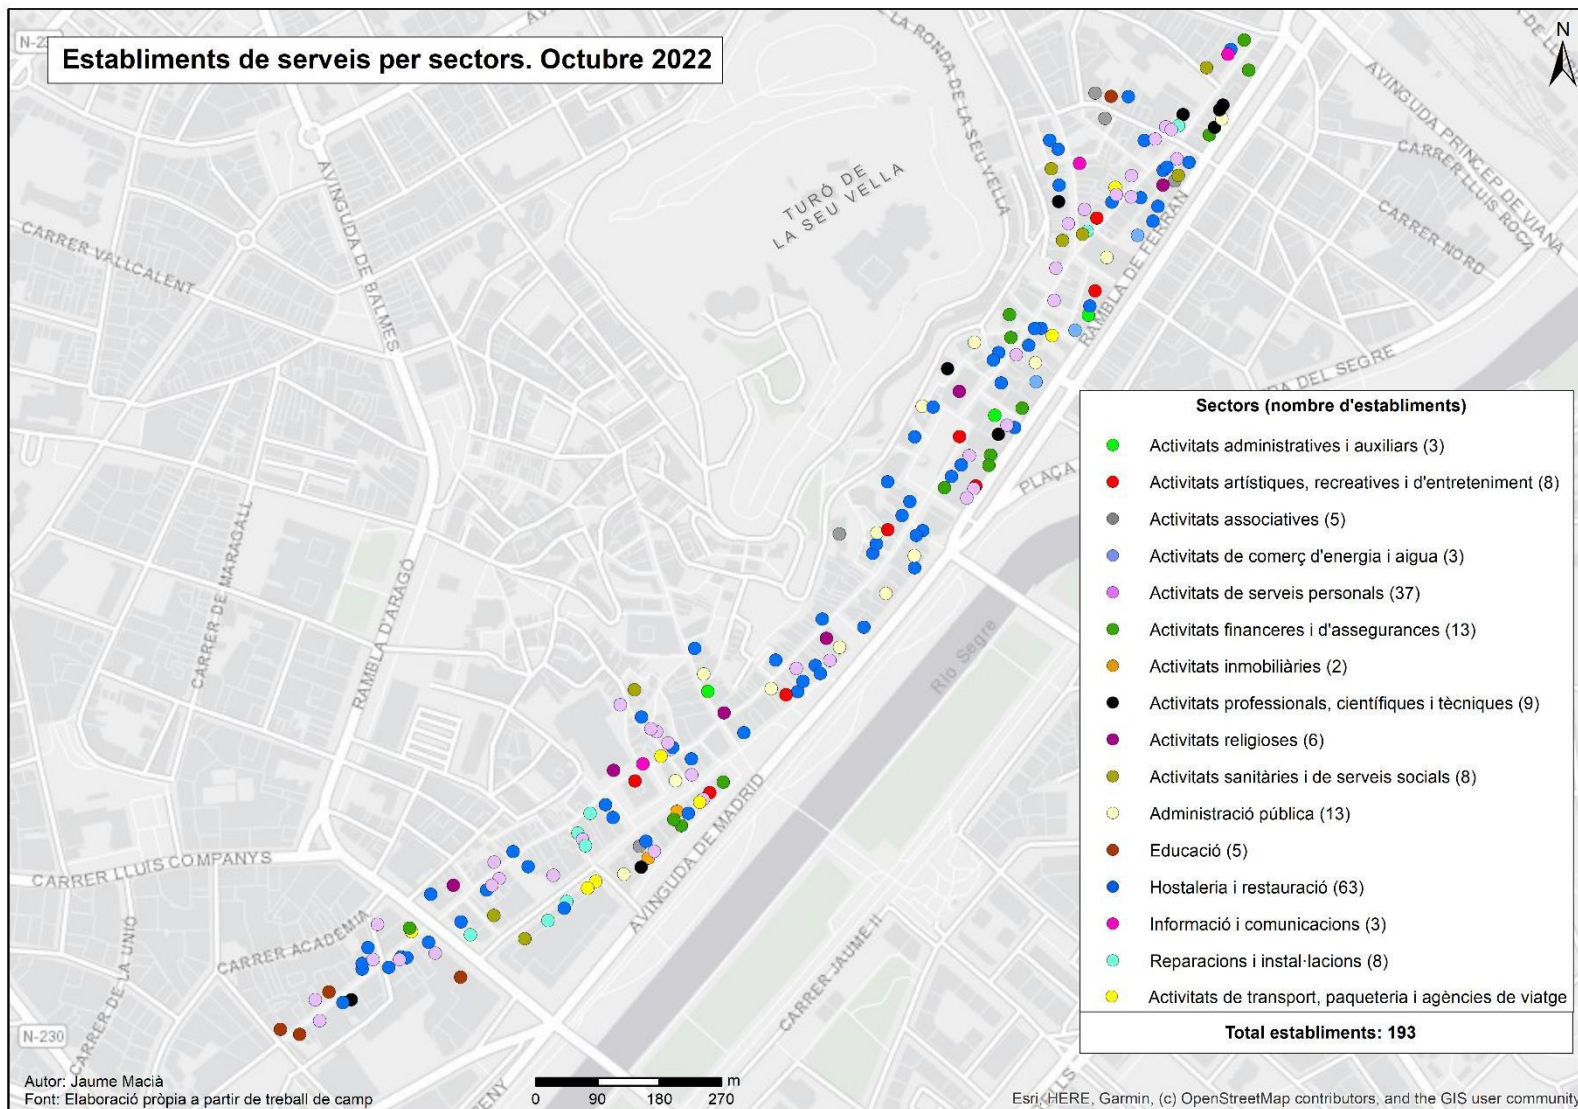 N-23
Establiments de serveis per sectors. Octubre 2022
LA RONDA DE LA SEU VELLA
N
AVINGUDA PRINCEP DE VIANA
CARRER LLUIS ROCA
CARRER NORD
AVINGUDA DE BALMES
TURÓ DE
LA SEU VELLA
CARRER VALLCALENT
RAMBLA DE FERRAN
DA DEL SEGRE
PLAÇA
CARRER DE MARAGALL
RAMBLA D'ARAGÓ
Río Segre
AVINGUDA DE MADRID
CARRER LLUIS COMPANYS
CARRER ACADEMIA
CARRER DE LA UNIÓ
CARRER JAUME II
N-230
Sectors (nombre d'establiments)
Activitats administratives i auxiliars (3)
Activitats artístiques, recreatives i d'entreteniment (8)
Activitats associatives (5)
Activitats de comerç d'energia i aigua (3)
Activitats de serveis personals (37)
Activitats financeres i d'assegurances (13)
Activitats inmobiliàries (2)
Activitats professionals, científiques i tècniques (9)
Activitats religioses (6)
Activitats sanitàries i de serveis socials (8)
Administració pública (13)
Educació (5)
Hostaleria i restauració (63)
Informació i comunicacions (3)
Reparacions i instal·lacions (8)
Activitats de transport, paqueteria i agències de viatge
Total establiments: 193
Autor: Jaume Macià
Font: Elaboració pròpia a partir de treball de camp
m
0 90 180 270
Esri, HERE, Garmin, (c) OpenStreetMap contributors, and the GIS user community